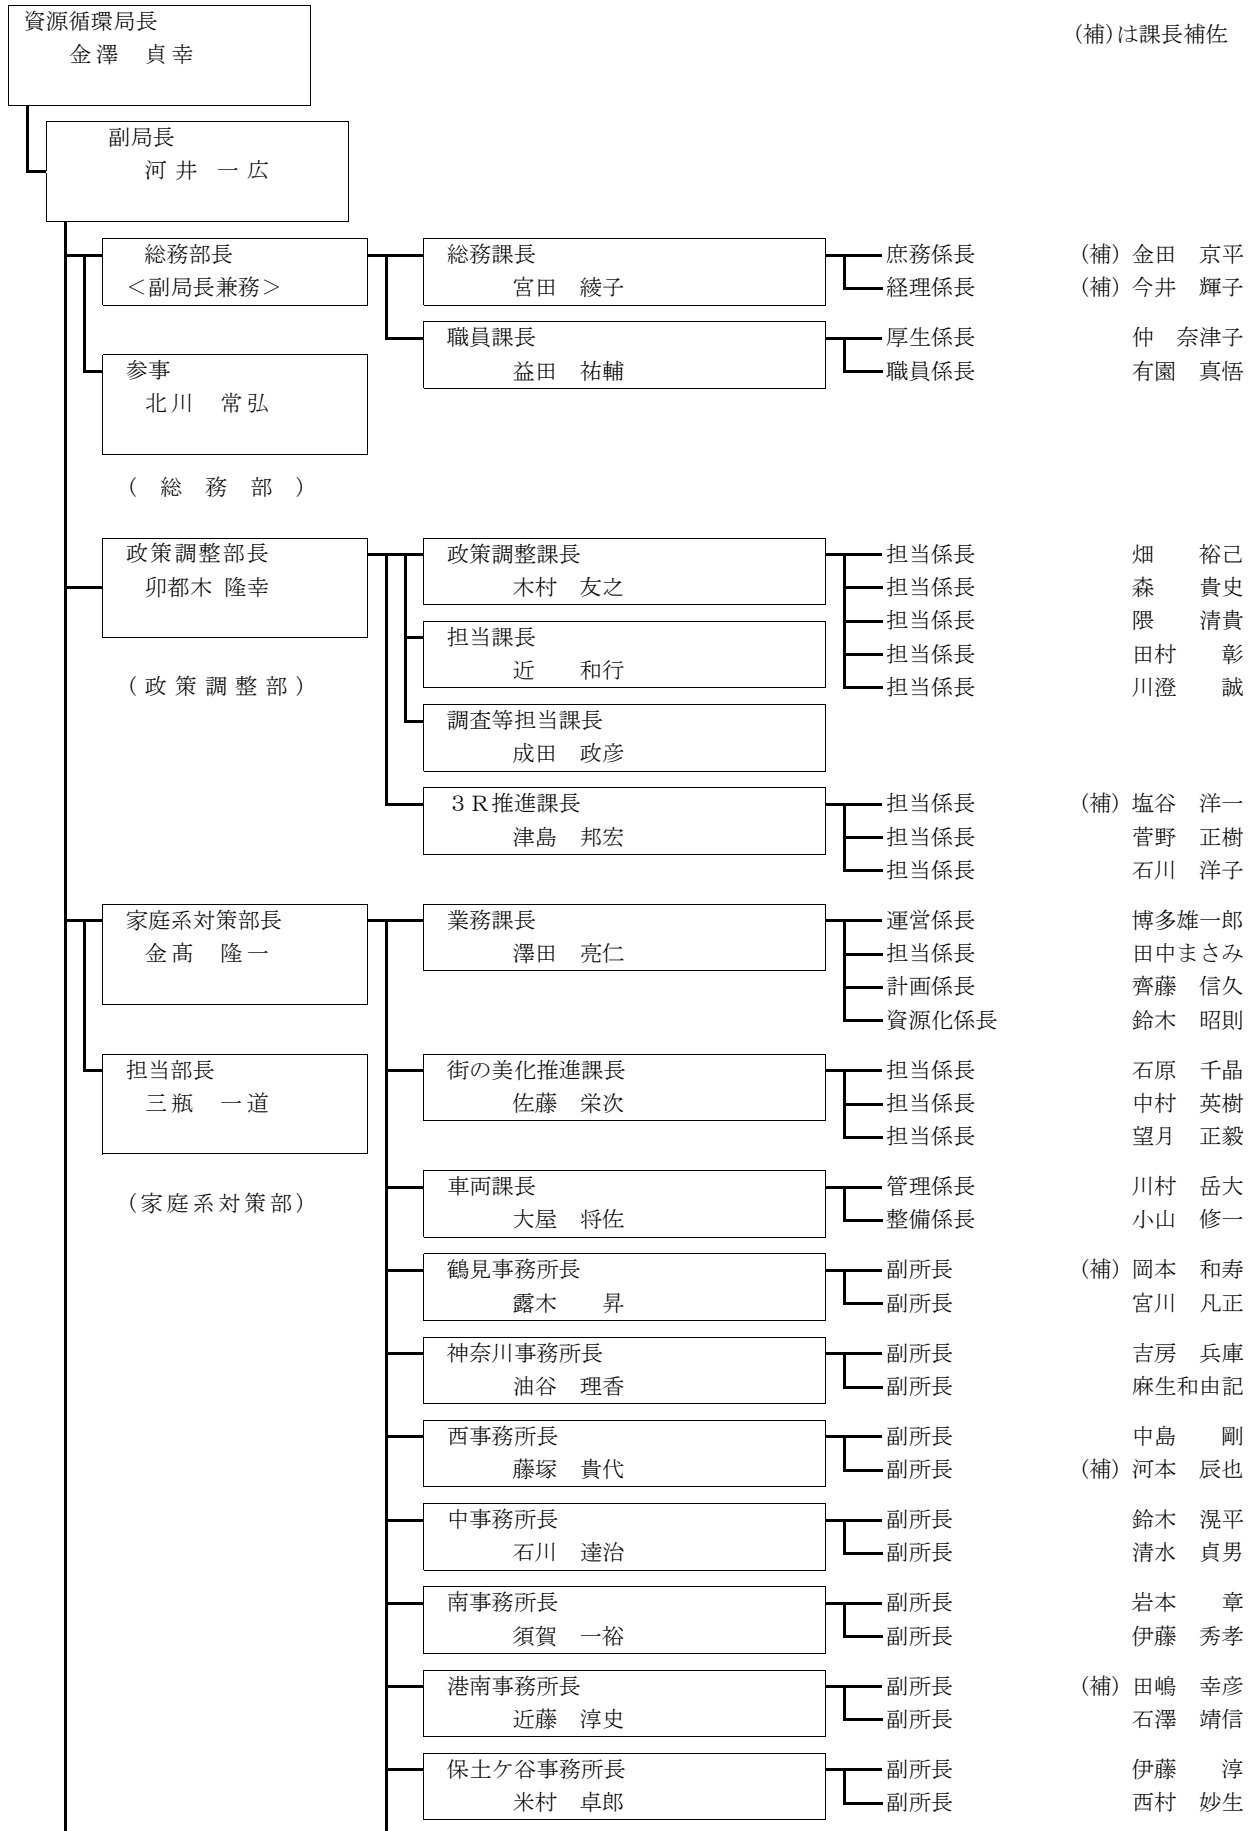 資源循環局長
金澤　貞幸
(補)は課長補佐
副局長
河井　一広
総務部長
＜副局長兼務＞
総務課長
宮田　綾子
庶務係長　(補) 金田　京平
経理係長　(補) 今井　輝子
職員課長
益田　祐輔
厚生係長　仲　奈津子
職員係長　有園　真悟
参事
北川　常弘
(　総　務　部　)
政策調整部長
卯都木 隆幸
(政策調整部)
政策調整課長
木村　友之
担当係長　畑　　裕己
担当係長　森　　貴史
担当係長　隈　　清貴
担当係長　田村　　彰
担当係長　川澄　　誠
担当課長
近　　和行
調査等担当課長
成田　政彦
３Ｒ推進課長
津島　邦宏
担当係長　(補) 塩谷　洋一
担当係長　菅野　正樹
担当係長　石川　洋子
家庭系対策部長
金髙　隆一
担当部長
三瓶　一道
(家庭系対策部)
業務課長
澤田　亮仁
運営係長　博多雄一郎
担当係長　田中まさみ
計画係長　齊藤　信久
資源化係長　鈴木　昭則
街の美化推進課長
佐藤　栄次
担当係長　石原　千晶
担当係長　中村　英樹
担当係長　望月　正毅
車両課長
大屋　将佐
管理係長　川村　岳大
整備係長　小山　修一
鶴見事務所長
露木　　昇
副所長　(補) 岡本　和寿
副所長　宮川　凡正
神奈川事務所長
油谷　理香
副所長　吉房　兵庫
副所長　麻生和由記
西事務所長
藤塚　貴代
副所長　中島　　剛
副所長　(補) 河本　辰也
中事務所長
石川　達治
副所長　鈴木　滉平
副所長　清水　貞男
南事務所長
須賀　一裕
副所長　岩本　　章
副所長　伊藤　秀孝
港南事務所長
近藤　淳史
副所長　(補) 田嶋　幸彦
副所長　石澤　靖信
保土ケ谷事務所長
米村　卓郎
副所長　伊藤　　淳
副所長　西村　妙生